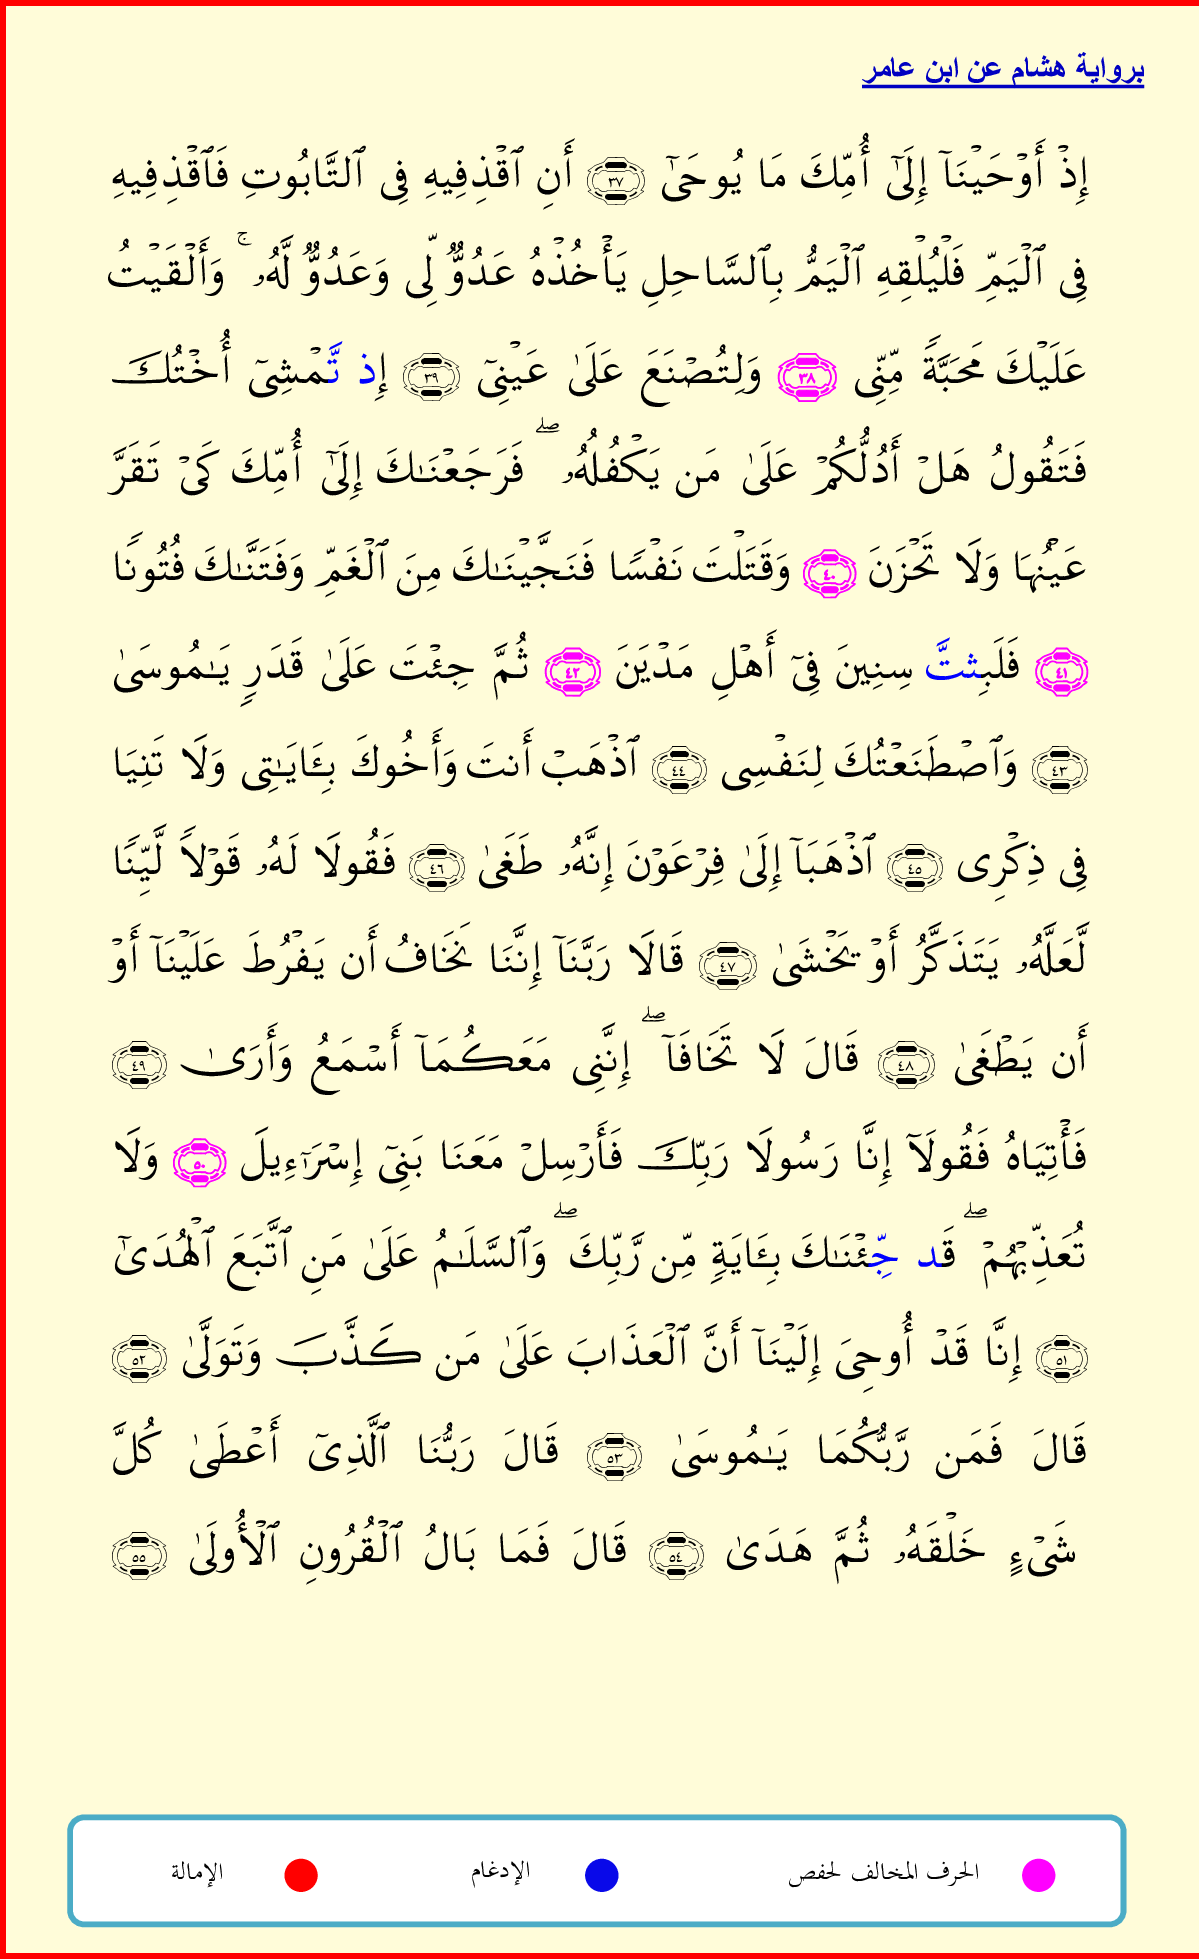 برواية هشام عن ابن عامر
إِذۡ أَوۡحَيۡنَآ إِلَىٰٓ أُمِّكَ مَا يُوحَىٰٓ ٣٧ أَنِ ٱقۡذِفِيهِ فِي ٱلتَّابُوتِ فَٱقۡذِفِيهِ
فِي ٱلۡيَمِّ فَلۡيُلۡقِهِ ٱلۡيَمُّ بِٱلسَّاحِلِ يَأۡخُذۡهُ عَدُوّٞ لِّي وَعَدُوّٞ لَّهُۥۚ وَأَلۡقَيۡتُ
عَلَيۡكَ مَحَبَّةٗ مِّنِّي ٣٨ وَلِتُصۡنَعَ عَلَىٰ عَيۡنِيٓ ٣٩ إِذ تَّمۡشِيٓ أُخۡتُكَ
فَتَقُولُ هَلۡ أَدُلُّكُمۡ عَلَىٰ مَن يَكۡفُلُهُۥۖ فَرَجَعۡنَٰكَ إِلَىٰٓ أُمِّكَ كَيۡ تَقَرَّ
عَيۡنُهَا وَلَا تَحۡزَنَ ٤٠ وَقَتَلۡتَ نَفۡسٗا فَنَجَّيۡنَٰكَ مِنَ ٱلۡغَمِّ وَفَتَنَّٰكَ فُتُونٗا
٤١ فَلَبِثتَّ سِنِينَ فِيٓ أَهۡلِ مَدۡيَنَ ٤٢ ثُمَّ جِئۡتَ عَلَىٰ قَدَرٖ يَٰمُوسَىٰ
٤٣ وَٱصۡطَنَعۡتُكَ لِنَفۡسِي ٤٤ ٱذۡهَبۡ أَنتَ وَأَخُوكَ بِـَٔايَٰتِي وَلَا تَنِيَا
فِي ذِكۡرِي ٤٥ ٱذۡهَبَآ إِلَىٰ فِرۡعَوۡنَ إِنَّهُۥ طَغَىٰ ٤٦ فَقُولَا لَهُۥ قَوۡلٗا لَّيِّنٗا
لَّعَلَّهُۥ يَتَذَكَّرُ أَوۡ يَخۡشَىٰ ٤٧ قَالَا رَبَّنَآ إِنَّنَا نَخَافُ أَن يَفۡرُطَ عَلَيۡنَآ أَوۡ
أَن يَطۡغَىٰ ٤٨ قَالَ لَا تَخَافَآۖ إِنَّنِي مَعَكُمَآ أَسۡمَعُ وَأَرَىٰ ٤٩
فَأۡتِيَاهُ فَقُولَآ إِنَّا رَسُولَا رَبِّكَ فَأَرۡسِلۡ مَعَنَا بَنِيٓ إِسۡرَٰٓءِيلَ ٥٠ وَلَا
تُعَذِّبۡهُمۡۖ قَد جِّئۡنَٰكَ بِـَٔايَةٖ مِّن رَّبِّكَۖ وَٱلسَّلَٰمُ عَلَىٰ مَنِ ٱتَّبَعَ ٱلۡهُدَىٰٓ
٥١ إِنَّا قَدۡ أُوحِيَ إِلَيۡنَآ أَنَّ ٱلۡعَذَابَ عَلَىٰ مَن كَذَّبَ وَتَوَلَّىٰ ٥٢
قَالَ فَمَن رَّبُّكُمَا يَٰمُوسَىٰ ٥٣ قَالَ رَبُّنَا ٱلَّذِيٓ أَعۡطَىٰ كُلَّ
شَيۡءٍ خَلۡقَهُۥ ثُمَّ هَدَىٰ ٥٤ قَالَ فَمَا بَالُ ٱلۡقُرُونِ ٱلۡأُولَىٰ ٥٥
الحرف المخالف لحفص الإدغام الإمالة